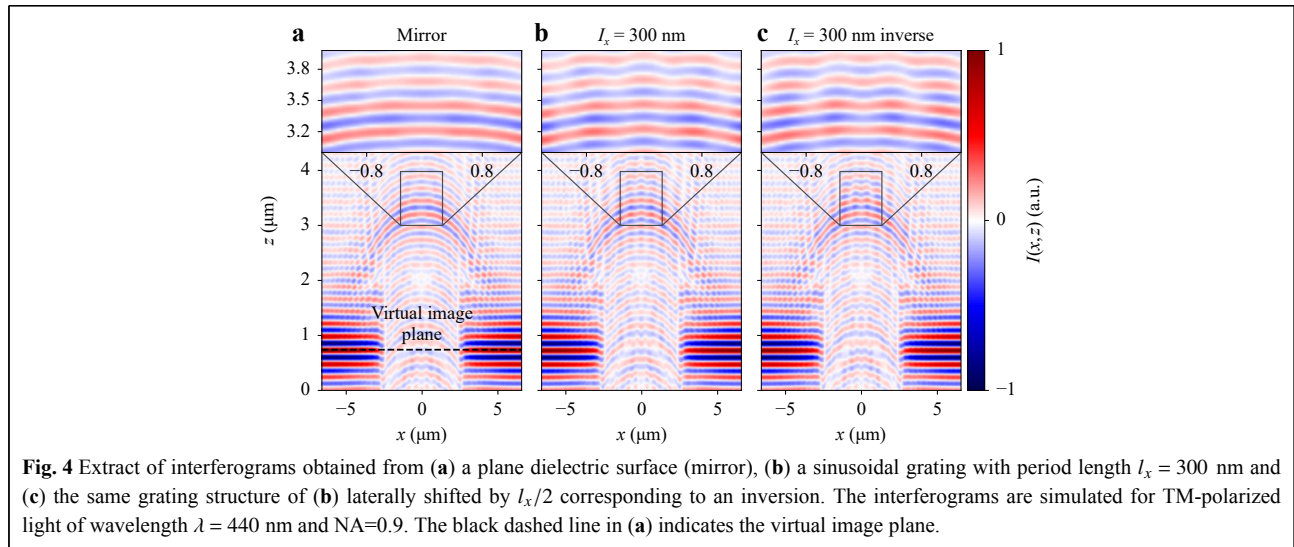 a
Mirror
b
lx = 300 nm
c
lx = 300 nm inverse
3.8
3.5
3.2
−0.8
0.8
−0.8
0.8
−0.8
0.8
4
3
2
1
0
z (μm)
Virtual image
plane
−5
0
5
−5
0
5
−5
0
5
x (μm)
x (μm)
x (μm)
1
0
−1
I(x,z) (a.u.)
Fig. 4 Extract of interferograms obtained from (a) a plane dielectric surface (mirror), (b) a sinusoidal grating with period length lx = 300 nm and
(c) the same grating structure of (b) laterally shifted by lx/2 corresponding to an inversion. The interferograms are simulated for TM-polarized
light of wavelength λ = 440 nm and NA=0.9. The black dashed line in (a) indicates the virtual image plane.